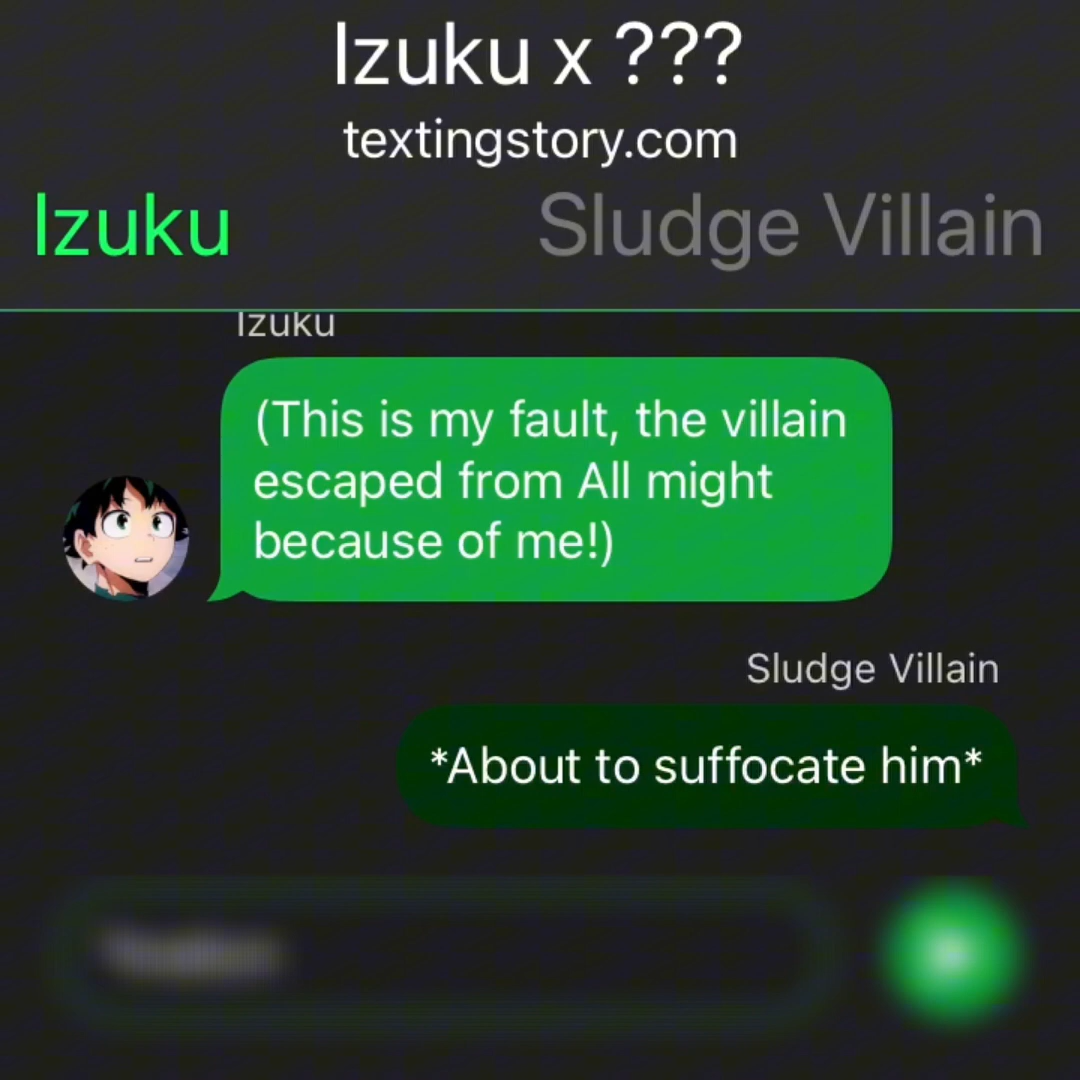 Izuku x ???
textingstory.com
Izuku
Sludge Villain
Izuku
(This is my fault, the villain
escaped from All might
because of me!)
Sludge Villain
*About to suffocate him*